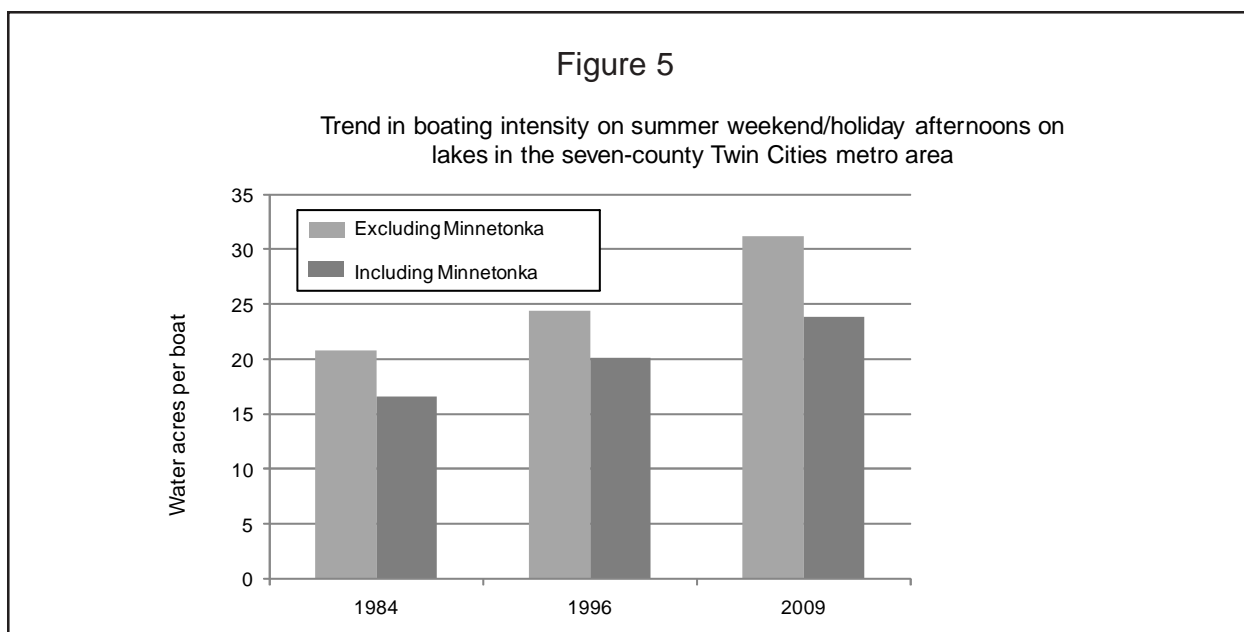 Figure 5
Trend in boating intensity on summer weekend/holiday afternoons on
lakes in the seven-county Twin Cities metro area
Water acres per boat
35
30
25
20
15
10
5
0
Excluding Minnetonka
Including Minnetonka
1984
1996
2009